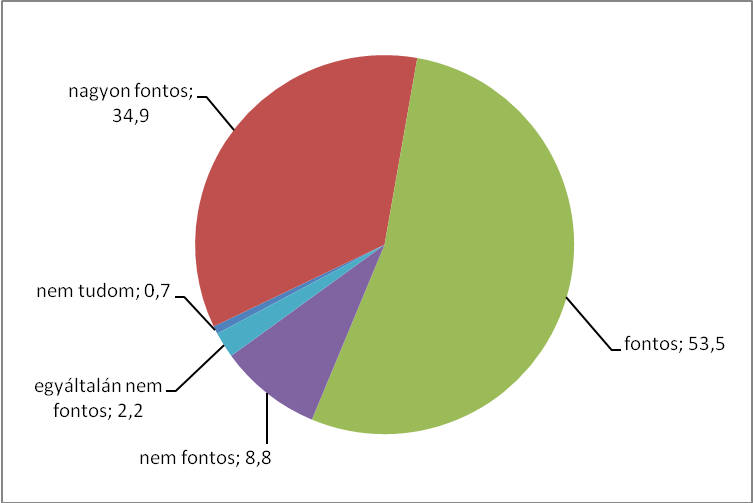 nagyon fontos;
34,9
nem tudom; 0,7
fontos; 53,5
egyáltalán nem
fontos; 2,2
nem fontos; 8,8